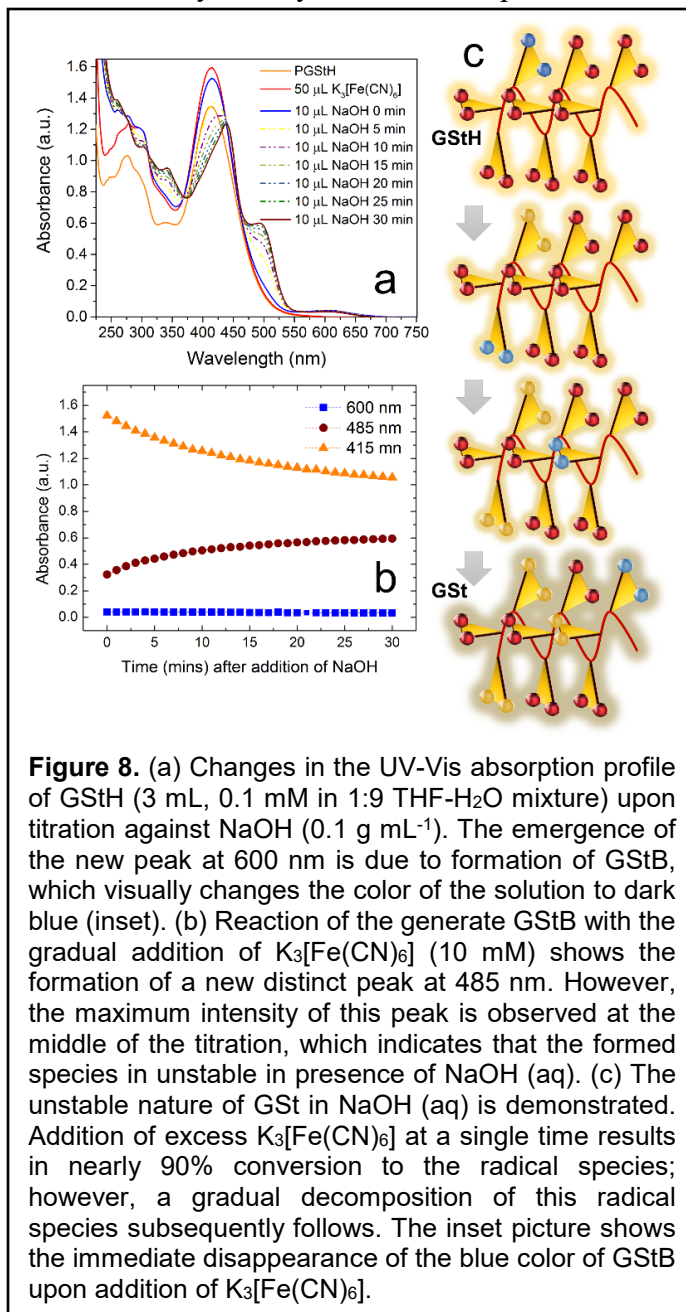 1.6
1.4
1.2
1.0
0.8
0.6
0.4
0.2
0.0
Absorbance (a.u.)
PGStH
50 µL K₃[Fe(CN)₆]
10 µL NaOH 0 min
10 µL NaOH 5 min
10 µL NaOH 10 min
10 µL NaOH 15 min
10 µL NaOH 20 min
10 µL NaOH 25 min
10 µL NaOH 30 min
a
250 300 350 400 450 500 550 600 650 700 750
Wavelength (nm)
1.6
1.4
1.2
1.0
0.8
0.6
0.4
0.2
0.0
Absorbance (a.u.)
600 nm
485 nm
415 mn
b
0 5 10 15 20 25 30
Time (mins) after addition of NaOH
c
GStH
GSt
Figure 8. (a) Changes in the UV-Vis absorption profile
of GStH (3 mL, 0.1 mM in 1:9 THF-H₂O mixture) upon
titration against NaOH (0.1 g mL⁻¹). The emergence of
the new peak at 600 nm is due to formation of GStB,
which visually changes the color of the solution to dark
blue (inset). (b) Reaction of the generate GStB with the
gradual addition of K₃[Fe(CN)₆] (10 mM) shows the
formation of a new distinct peak at 485 nm. However,
the maximum intensity of this peak is observed at the
middle of the titration, which indicates that the formed
species in unstable in presence of NaOH (aq). (c) The
unstable nature of GSt in NaOH (aq) is demonstrated.
Addition of excess K₃[Fe(CN)₆] at a single time results
in nearly 90% conversion to the radical species;
however, a gradual decomposition of this radical
species subsequently follows. The inset picture shows
the immediate disappearance of the blue color of GStB
upon addition of K₃[Fe(CN)₆].